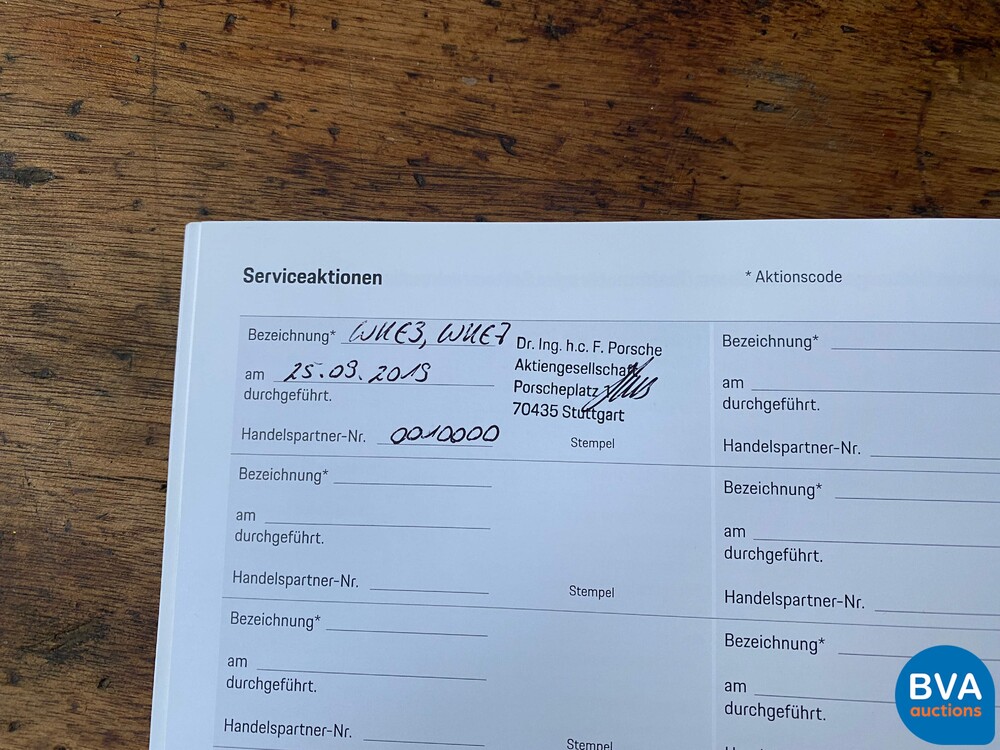 Serviceaktionen
* Aktionscode
Bezeichnung* WKE3, WKE7
am 25.09.2019
durchgeführt.
Handelspartner-Nr. 0010000
Dr. Ing. h.c. F. Porsche
Aktiengesellschaft
Porscheplatz
70435 Stuttgart
Stempel
Bezeichnung*
am
durchgeführt.
Handelspartner-Nr.
Stempel
Bezeichnung*
am
durchgeführt.
Handelspartner-Nr.
Stempel
Bezeichnung*
am
durchgeführt.
Handelspartner-Nr.
Bezeichnung*
am
durchgeführt.
Handelspartner-Nr.
Bezeichnung*
am
durchgeführt.
BVA
auctions